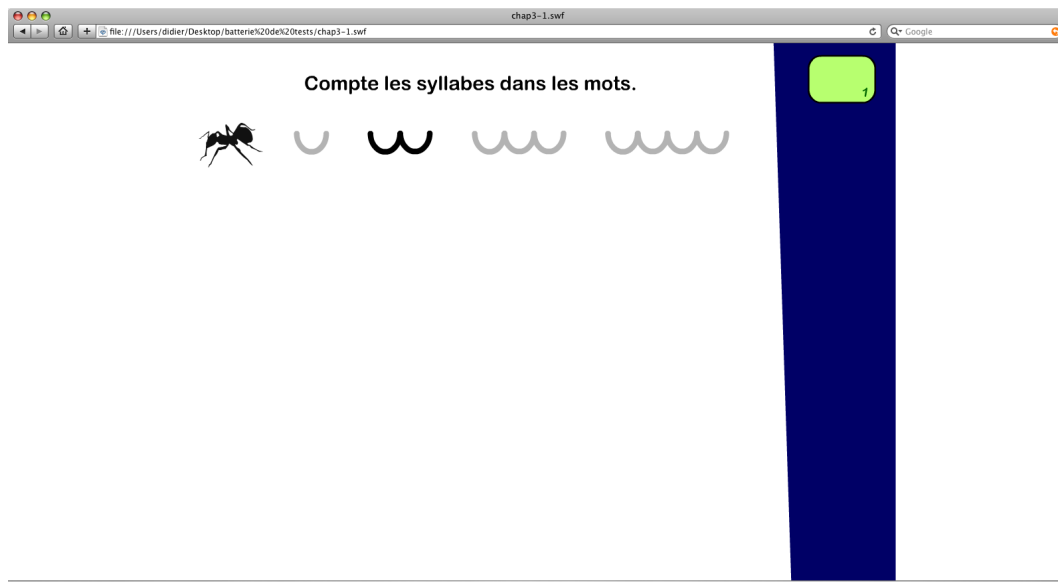 chap3-1.swf
file:///Users/didier/Desktop/batterie%20de%20tests/chap3-1.swf
Google
Compte les syllabes dans les mots.
1